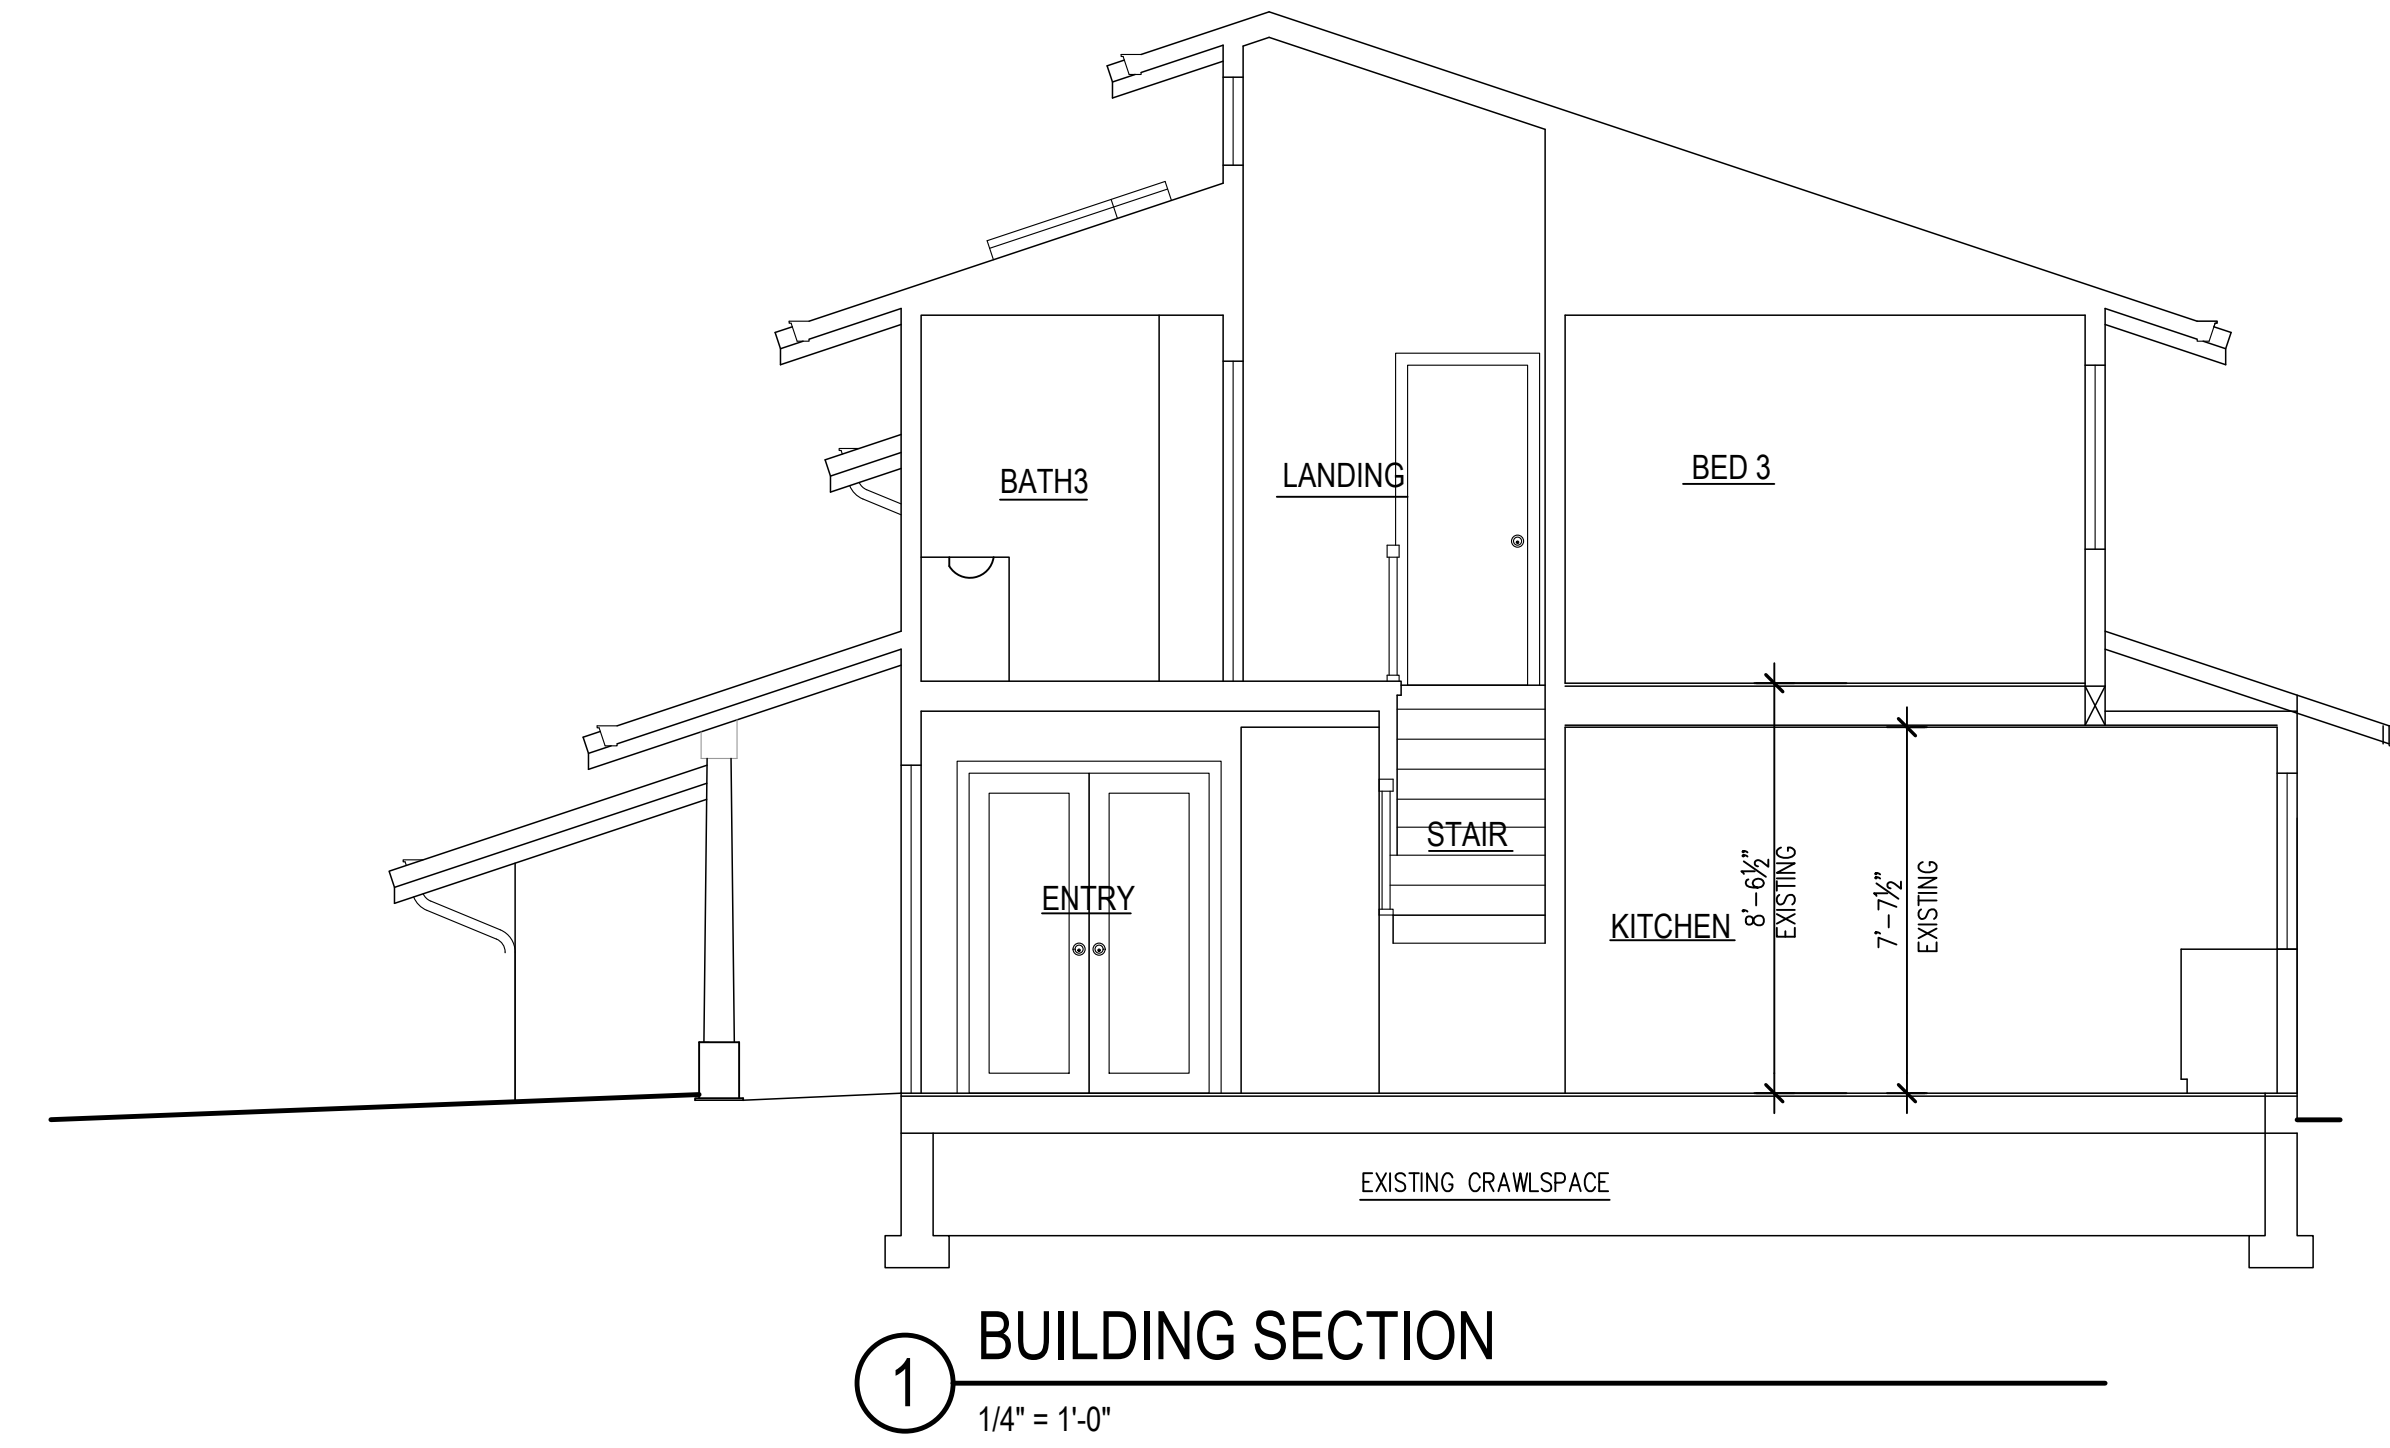 BATH3
LANDING
BED 3
STAIR
ENTRY
KITCHEN
8'-6½"
EXISTING
7'-7½"
EXISTING
EXISTING CRAWLSPACE
1
BUILDING SECTION
1/4" = 1'-0"